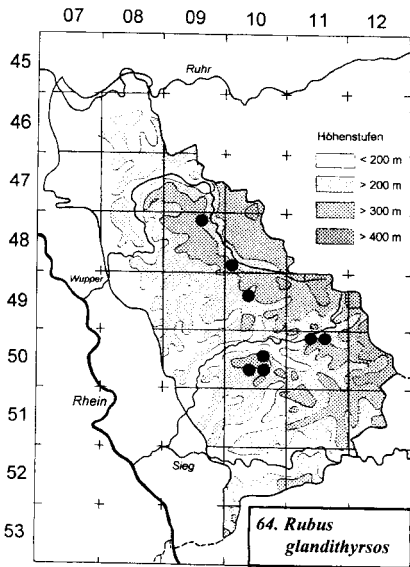 07 08 09 10 11 12
45
46
47
48
49
50
51
52
53
Ruhr
Höhenstufen
< 200 m
> 200 m
> 300 m
> 400 m
Wupper
Rhein
Sieg
64. Rubus
glandithyrsos